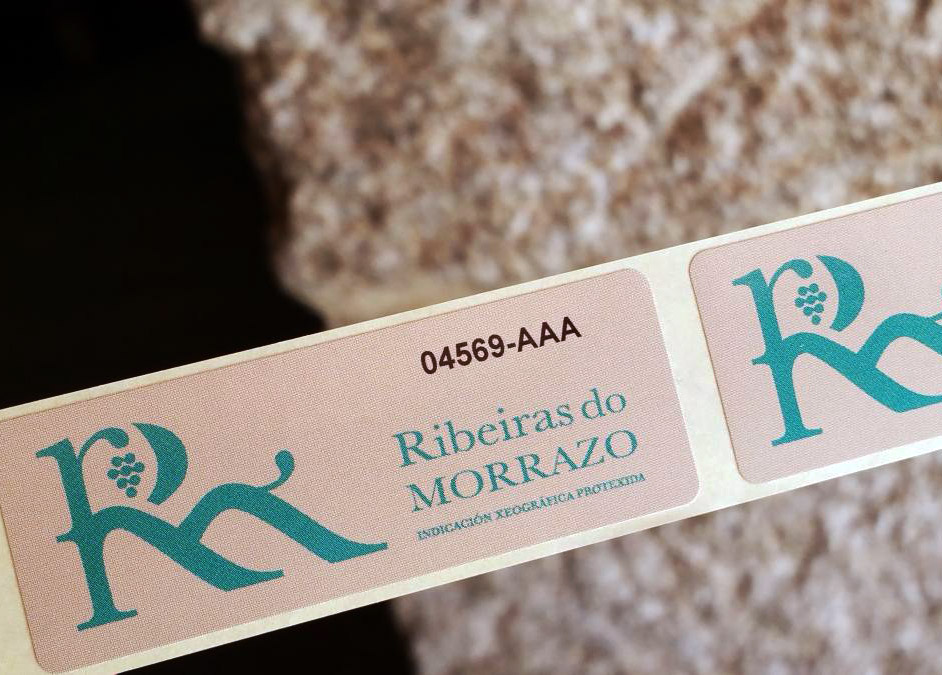 04569-AAA
Ribeiras do
MORRAZO
INDICACIÓN XEOGRÁFICA PROTEXIDA